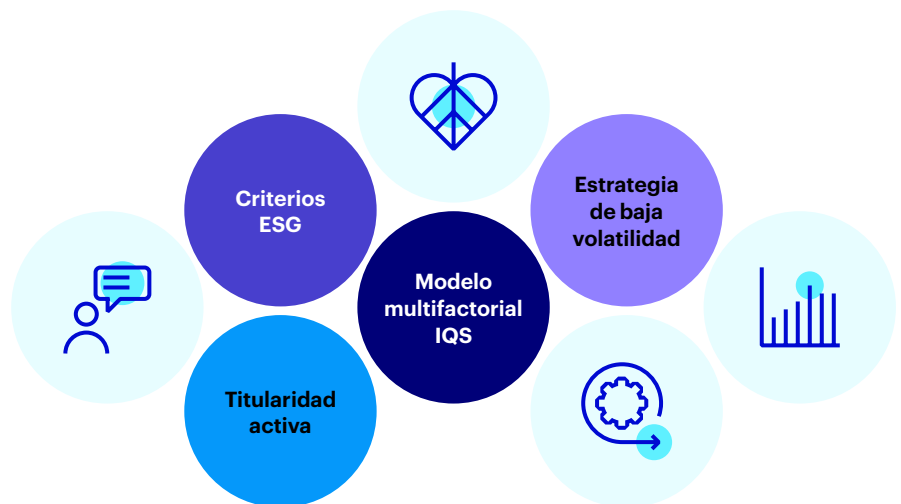 Criterios
ESG
Estrategia
de baja
volatilidad
Modelo
multifactorial
IQS
Titularidad
activa